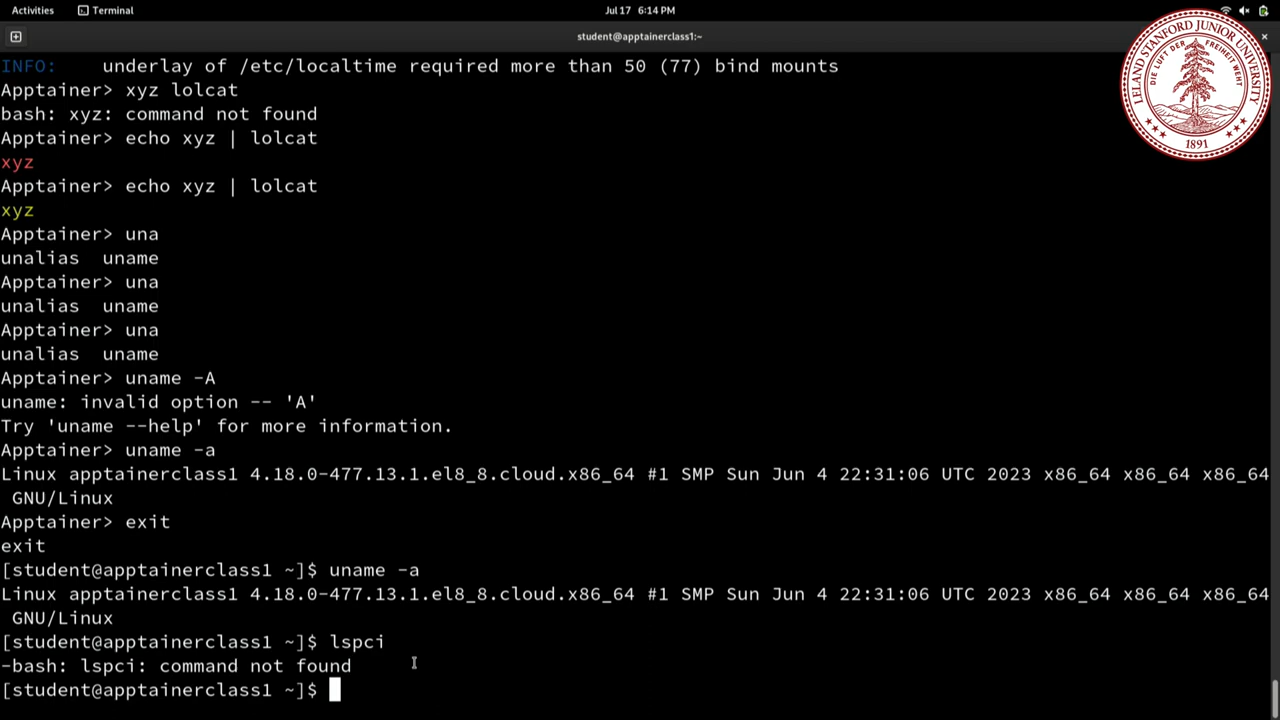 Activities
Terminal
Jul 17 6:14 PM
student@apptainerclass1:~
INFO:    underlay of /etc/localtime required more than 50 (77) bind mounts
Apptainer> xyz lolcat
bash: xyz: command not found
Apptainer> echo xyz | lolcat
xyz
Apptainer> echo xyz | lolcat
xyz
Apptainer> una
unalias  uname
Apptainer> una
unalias  uname
Apptainer> una
unalias  uname
Apptainer> uname -A
uname: invalid option -- 'A'
Try 'uname --help' for more information.
Apptainer> uname -a
Linux apptainerclass1 4.18.0-477.13.1.el8_8.cloud.x86_64 #1 SMP Sun Jun 4 22:31:06 UTC 2023 x86_64 x86_64 x86_64
 GNU/Linux
Apptainer> exit
exit
[student@apptainerclass1 ~]$ uname -a
Linux apptainerclass1 4.18.0-477.13.1.el8_8.cloud.x86_64 #1 SMP Sun Jun 4 22:31:06 UTC 2023 x86_64 x86_64 x86_64
 GNU/Linux
[student@apptainerclass1 ~]$ lspci
-bash: lspci: command not found
[student@apptainerclass1 ~]$
LELAND STANFORD JUNIOR UNIVERSITY
DIE LUFT DER FREIHEIT WEHT
1891